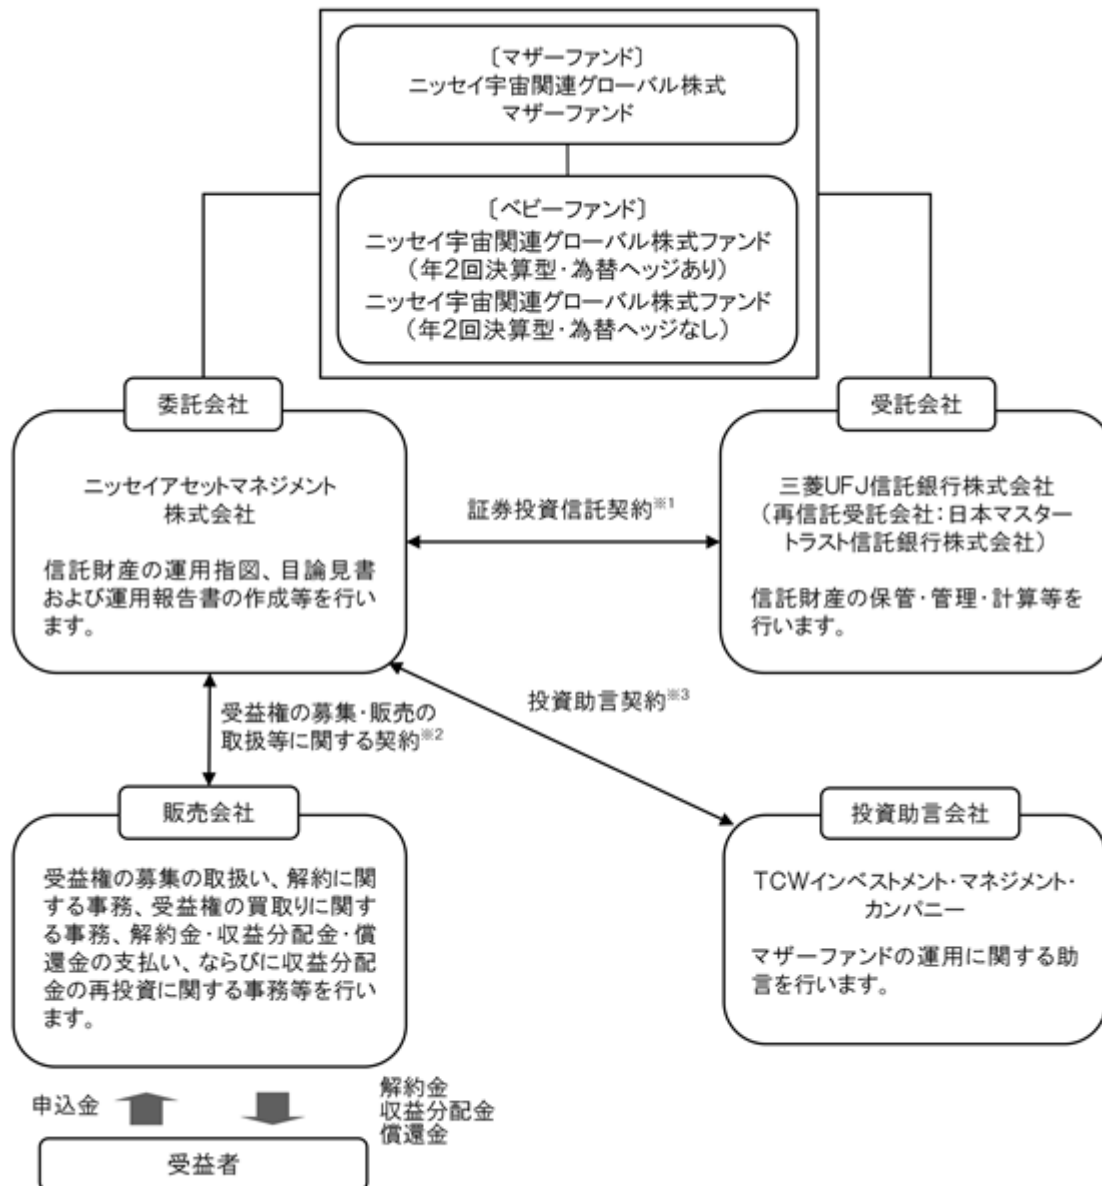 〔マザーファンド〕
ニッセイ宇宙関連グローバル株式
マザーファンド
〔ベビーファンド〕
ニッセイ宇宙関連グローバル株式ファンド
（年2回決算型・為替ヘッジあり）
ニッセイ宇宙関連グローバル株式ファンド
（年2回決算型・為替ヘッジなし）
委託会社
ニッセイアセットマネジメント
株式会社
信託財産の運用指図、目論見書
および運用報告書の作成等を行い
ます。
証券投資信託契約※1
受託会社
三菱UFJ信託銀行株式会社
（再信託受託会社：日本マスター
トラスト信託銀行株式会社）
信託財産の保管・管理・計算等を
行います。
受益権の募集・販売の
取扱等に関する契約※2
投資助言契約※3
販売会社
受益権の募集の取扱い、解約に関
する事務、受益権の買取りに関す
る事務、解約金・収益分配金・償
還金の支払い、ならびに収益分配
金の再投資に関する事務等を行い
ます。
投資助言会社
TCWインベストメント・マネジメント・
カンパニー
マザーファンドの運用に関する助
言を行います。
申込金
解約金
収益分配金
償還金
受益者